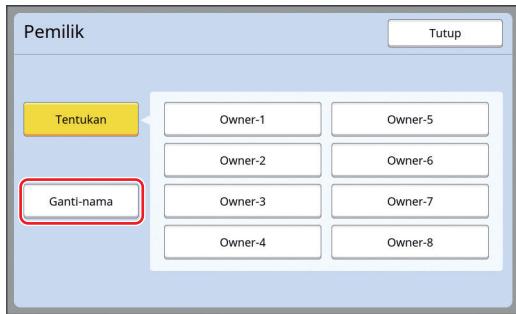 Pemilik
Tutup
Tentukan
Owner-1
Owner-5
Owner-2
Owner-6
Ganti-nama
Owner-3
Owner-7
Owner-4
Owner-8